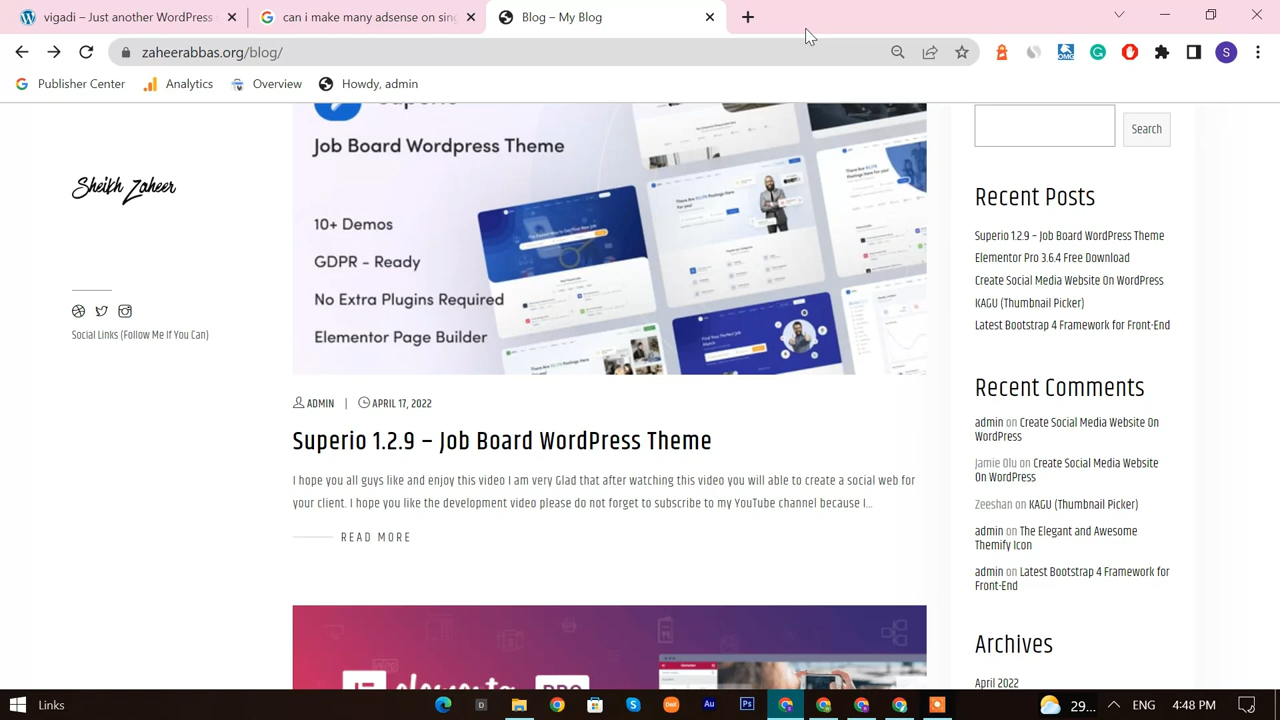 vigadi – Just another WordPress
can i make many adsense on sing
Blog – My Blog
zaheerabbas.org/blog/
S
Publisher Center
Analytics
Overview
Howdy, admin
Job Board Wordpress Theme
10+ Demos
GDPR - Ready
No Extra Plugins Required
Elementor Page Builder
Sheikh Zaheer
Social Links (Follow Me If You Can)
ADMIN | APRIL 17, 2022
Superio 1.2.9 – Job Board WordPress Theme
I hope you all guys like and enjoy this video I am very Glad that after watching this video you will able to create a social web for
your client. I hope you like the development video please do not forget to subscribe to my YouTube channel because I...
READ MORE
PRO
Search
Recent Posts
Superio 1.2.9 – Job Board WordPress Theme
Elementor Pro 3.6.4 Free Download
Create Social Media Website On WordPress
KAGU (Thumbnail Picker)
Latest Bootstrap 4 Framework for Front-End
Recent Comments
admin on Create Social Media Website On
WordPress
Jamie Olu on Create Social Media Website
On WordPress
Zeeshan on KAGU (Thumbnail Picker)
admin on The Elegant and Awesome
Themify Icon
admin on Latest Bootstrap 4 Framework for
Front-End
Archives
April 2022
Links
29...
ENG
4:48 PM